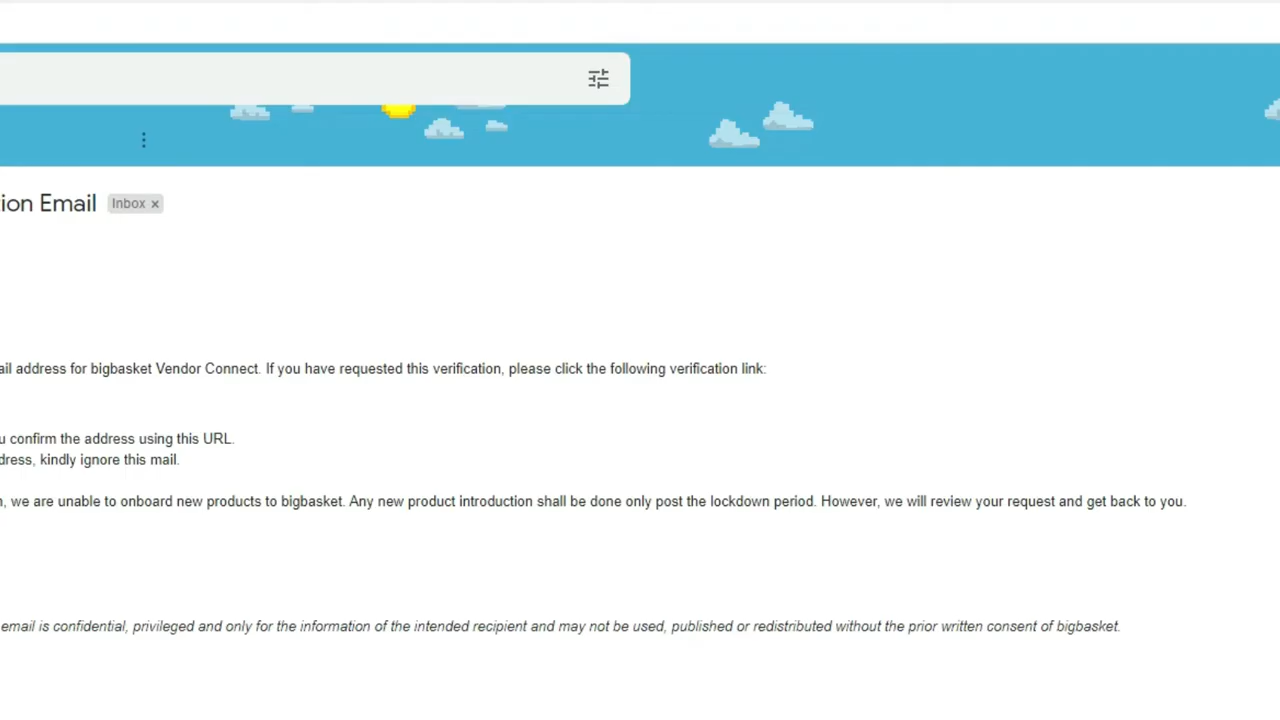 ion Email Inbox x
ail address for bigbasket Vendor Connect. If you have requested this verification, please click the following verification link:
u confirm the address using this URL.
dress, kindly ignore this mail.
n, we are unable to onboard new products to bigbasket. Any new product introduction shall be done only post the lockdown period. However, we will review your request and get back to you.
email is confidential, privileged and only for the information of the intended recipient and may not be used, published or redistributed without the prior written consent of bigbasket.